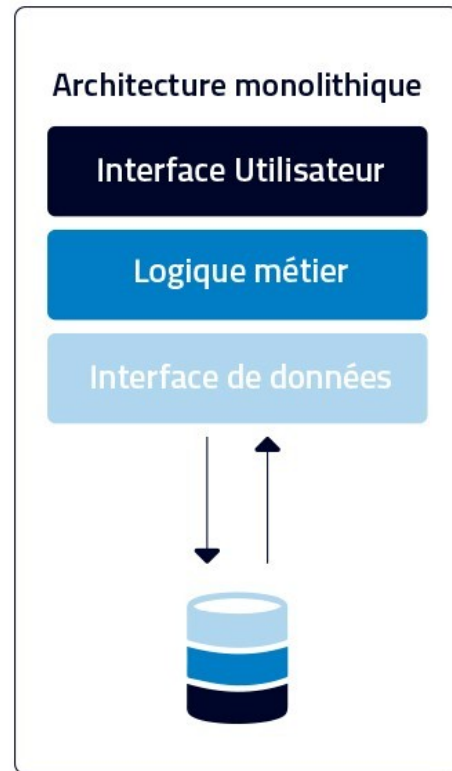 Architecture monolithique
Interface Utilisateur
Logique métier
Interface de données